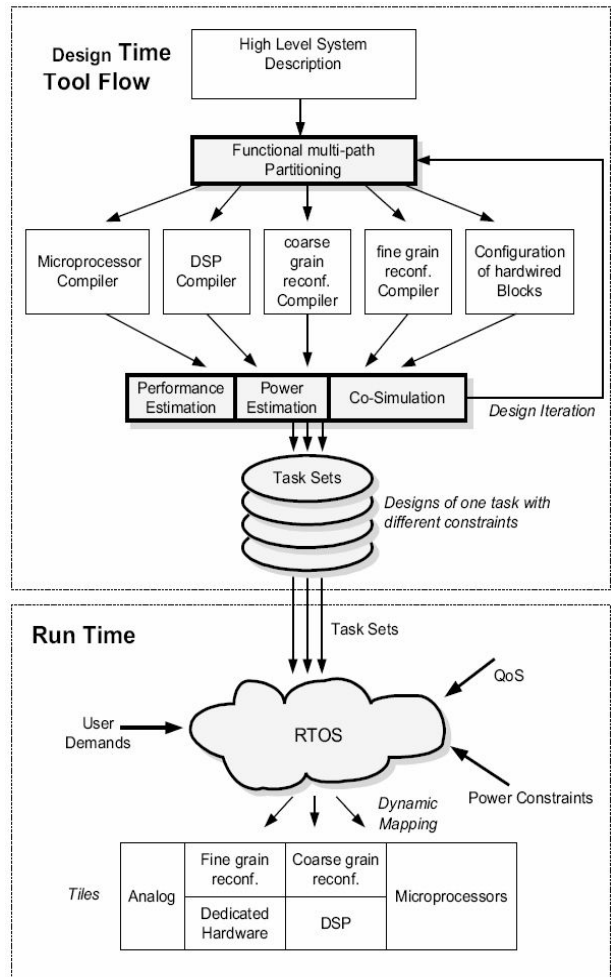 Design Time
Tool Flow
High Level System
Description
Functional multi-path
Partitioning
Microprocessor
Compiler
DSP
Compiler
coarse
grain
reconf.
Compiler
fine grain
reconf.
Compiler
Configuration
of hardwired
Blocks
Performance
Estimation
Power
Estimation
Co-Simulation
Design Iteration
Task Sets
Designs of one task with
different constraints
Run Time
Task Sets
QoS
User
Demands
RTOS
Power Constraints
Dynamic
Mapping
Tiles
Analog
Fine grain
reconf.
Coarse grain
reconf.
Dedicated
Hardware
DSP
Microprocessors